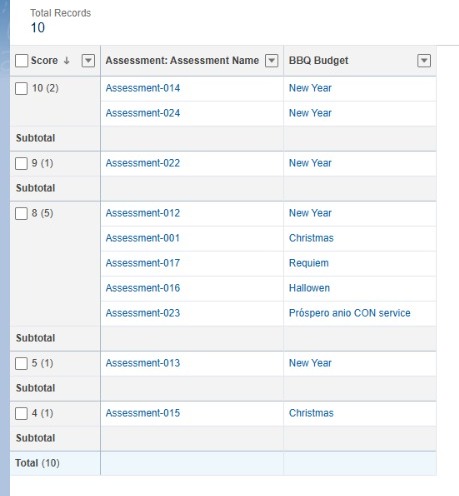 Total Records
10
Score ↓ Assessment: Assessment Name BBQ Budget
10 (2) Assessment-014 New Year
Assessment-024 New Year
Subtotal
9 (1) Assessment-022 New Year
Subtotal
8 (5) Assessment-012 New Year
Assessment-001 Christmas
Assessment-017 Requiem
Assessment-016 Hallowen
Assessment-023 Próspero anio CON service
Subtotal
5 (1) Assessment-013 New Year
Subtotal
4 (1) Assessment-015 Christmas
Subtotal
Total (10)